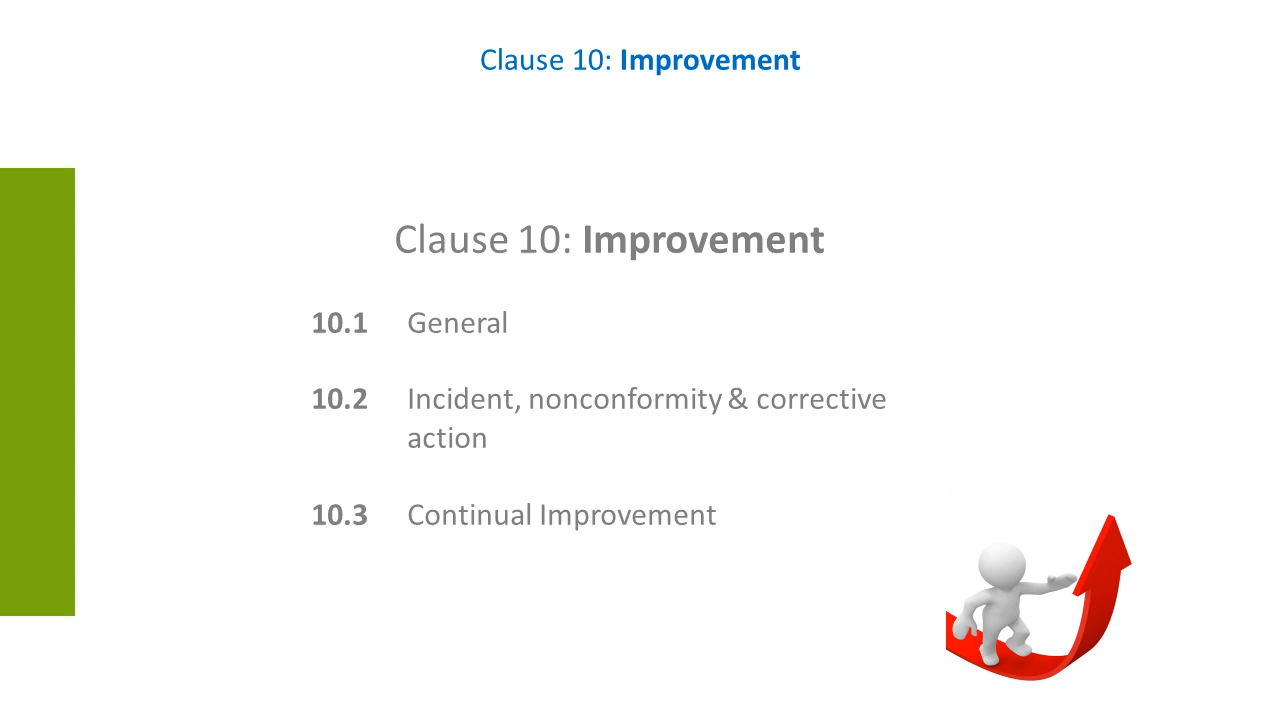 Clause 10: Improvement
Clause 10: Improvement
10.1 General
10.2 Incident, nonconformity & corrective
action
10.3 Continual Improvement